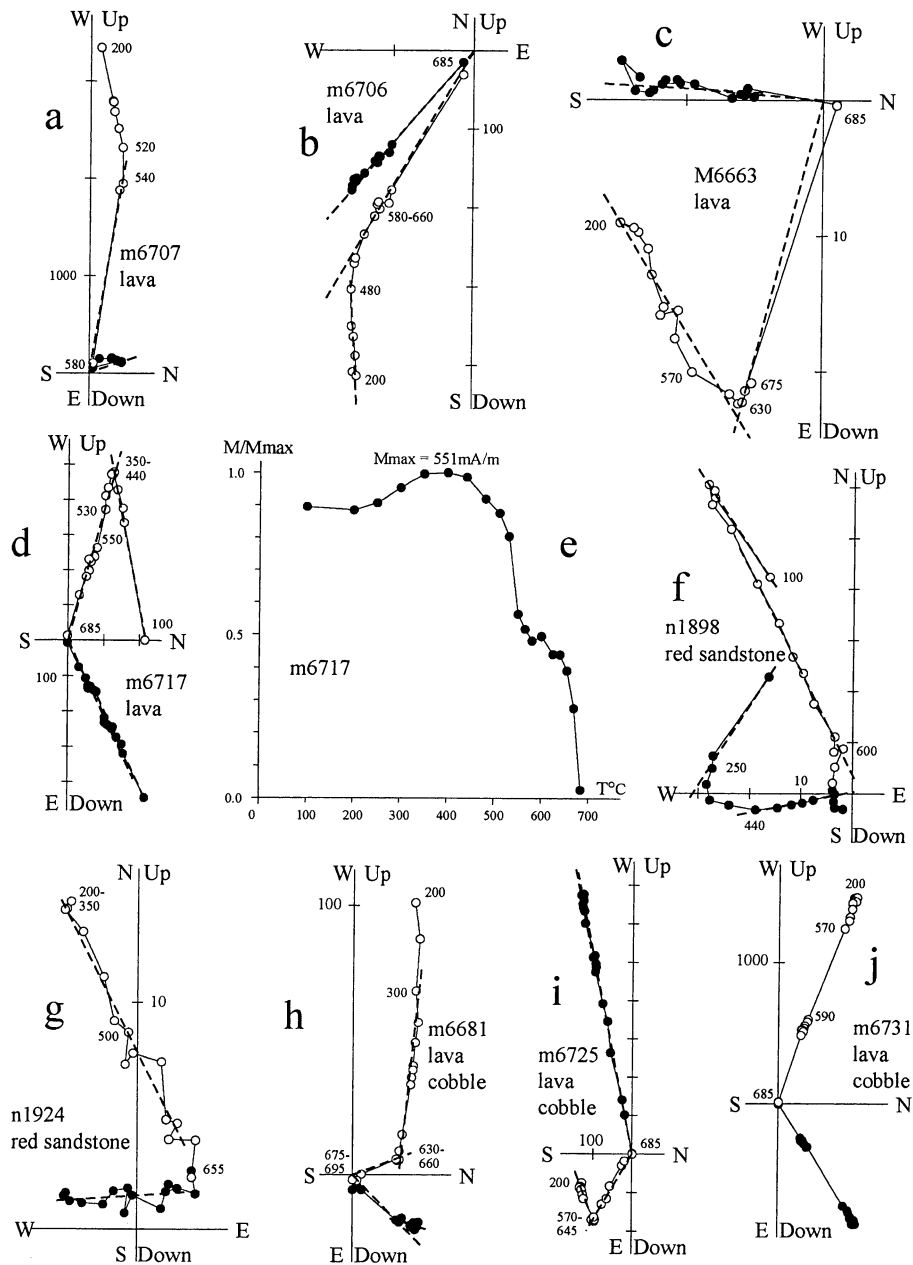 W Up
200
a
520
540
m6707
lava
1000
580
S N
E Down
N Up
W E
685
m6706
lava
100
b
580-660
480
200
S Down
c
W Up
S N
685
M6663
lava
200
10
570
675
630
E Down
W Up
350-
440
530
d
550
685
100
S N
100
m6717
lava
E Down
M/Mmax
Mmax = 551mA/m
1.0
e
0.5
m6717
0.0
T°C
0 100 200 300 400 500 600 700
N Up
100
f
n1898
red sandstone
600
250
10
W E
440
S Down
N Up
200-
350
10
g
500
n1924
red sandstone
655
W E
S Down
W Up
200
100
300
h
m6681
lava
cobble
675-
695
630-
660
S N
E Down
W Up
i
m6725
lava
cobble
100
685
S N
200
570-
645
E Down
W Up
200
570
1000
j
590
m6731
lava
cobble
685
S N
E Down